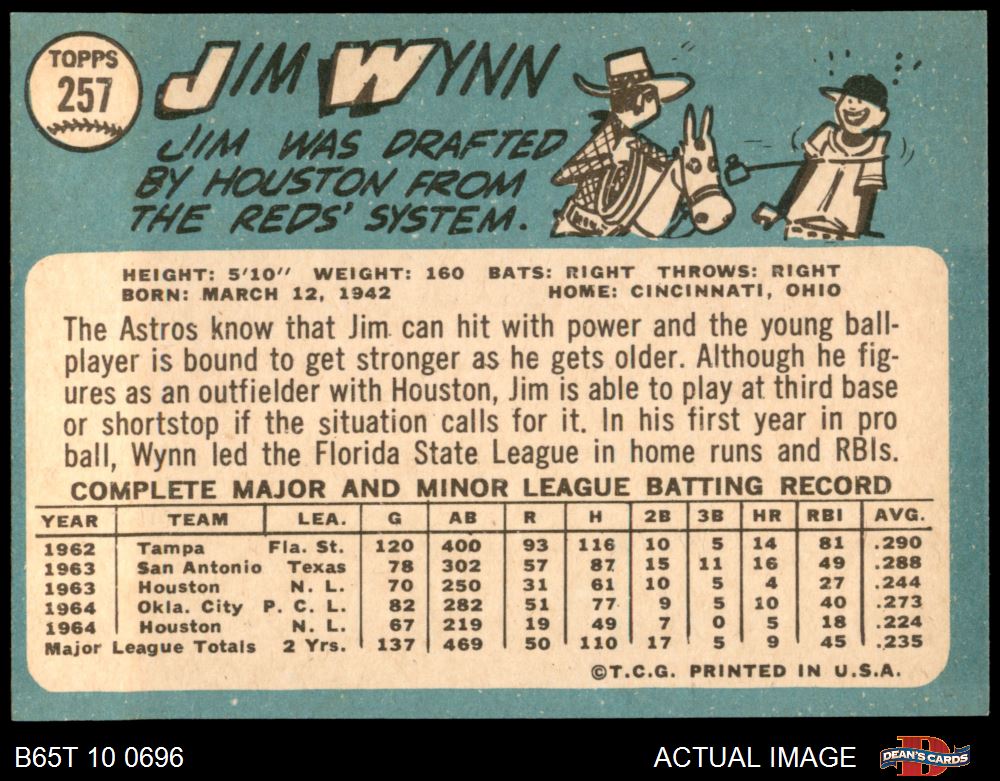 TOPPS
257
JIM WYNN
JIM WAS DRAFTED
BY HOUSTON FROM
THE REDS' SYSTEM.
HEIGHT: 5'10" WEIGHT: 160 BATS: RIGHT THROWS: RIGHT
BORN: MARCH 12, 1942 HOME: CINCINNATI, OHIO
The Astros know that Jim can hit with power and the young ball-
player is bound to get stronger as he gets older. Although he fig-
ures as an outfielder with Houston, Jim is able to play at third base
or shortstop if the situation calls for it. In his first year in pro
ball, Wynn led the Florida State League in home runs and RBIs.
COMPLETE MAJOR AND MINOR LEAGUE BATTING RECORD
YEAR TEAM LEA. G AB R H 2B 3B HR RBI AVG.
1962 Tampa Fla. St. 120 400 93 116 10 5 14 81 .290
1963 San Antonio Texas 78 302 57 87 15 11 16 49 .288
1963 Houston N. L. 70 250 31 61 10 5 4 27 .244
1964 Okla. City P. C. L. 82 282 51 77 9 5 10 40 .273
1964 Houston N. L. 67 219 19 49 7 0 5 18 .224
Major League Totals 2 Yrs. 137 469 50 110 17 5 9 45 .235
©T.C.G. PRINTED IN U.S.A.
B65T 10 0696 ACTUAL IMAGE DEAN'S CARDS